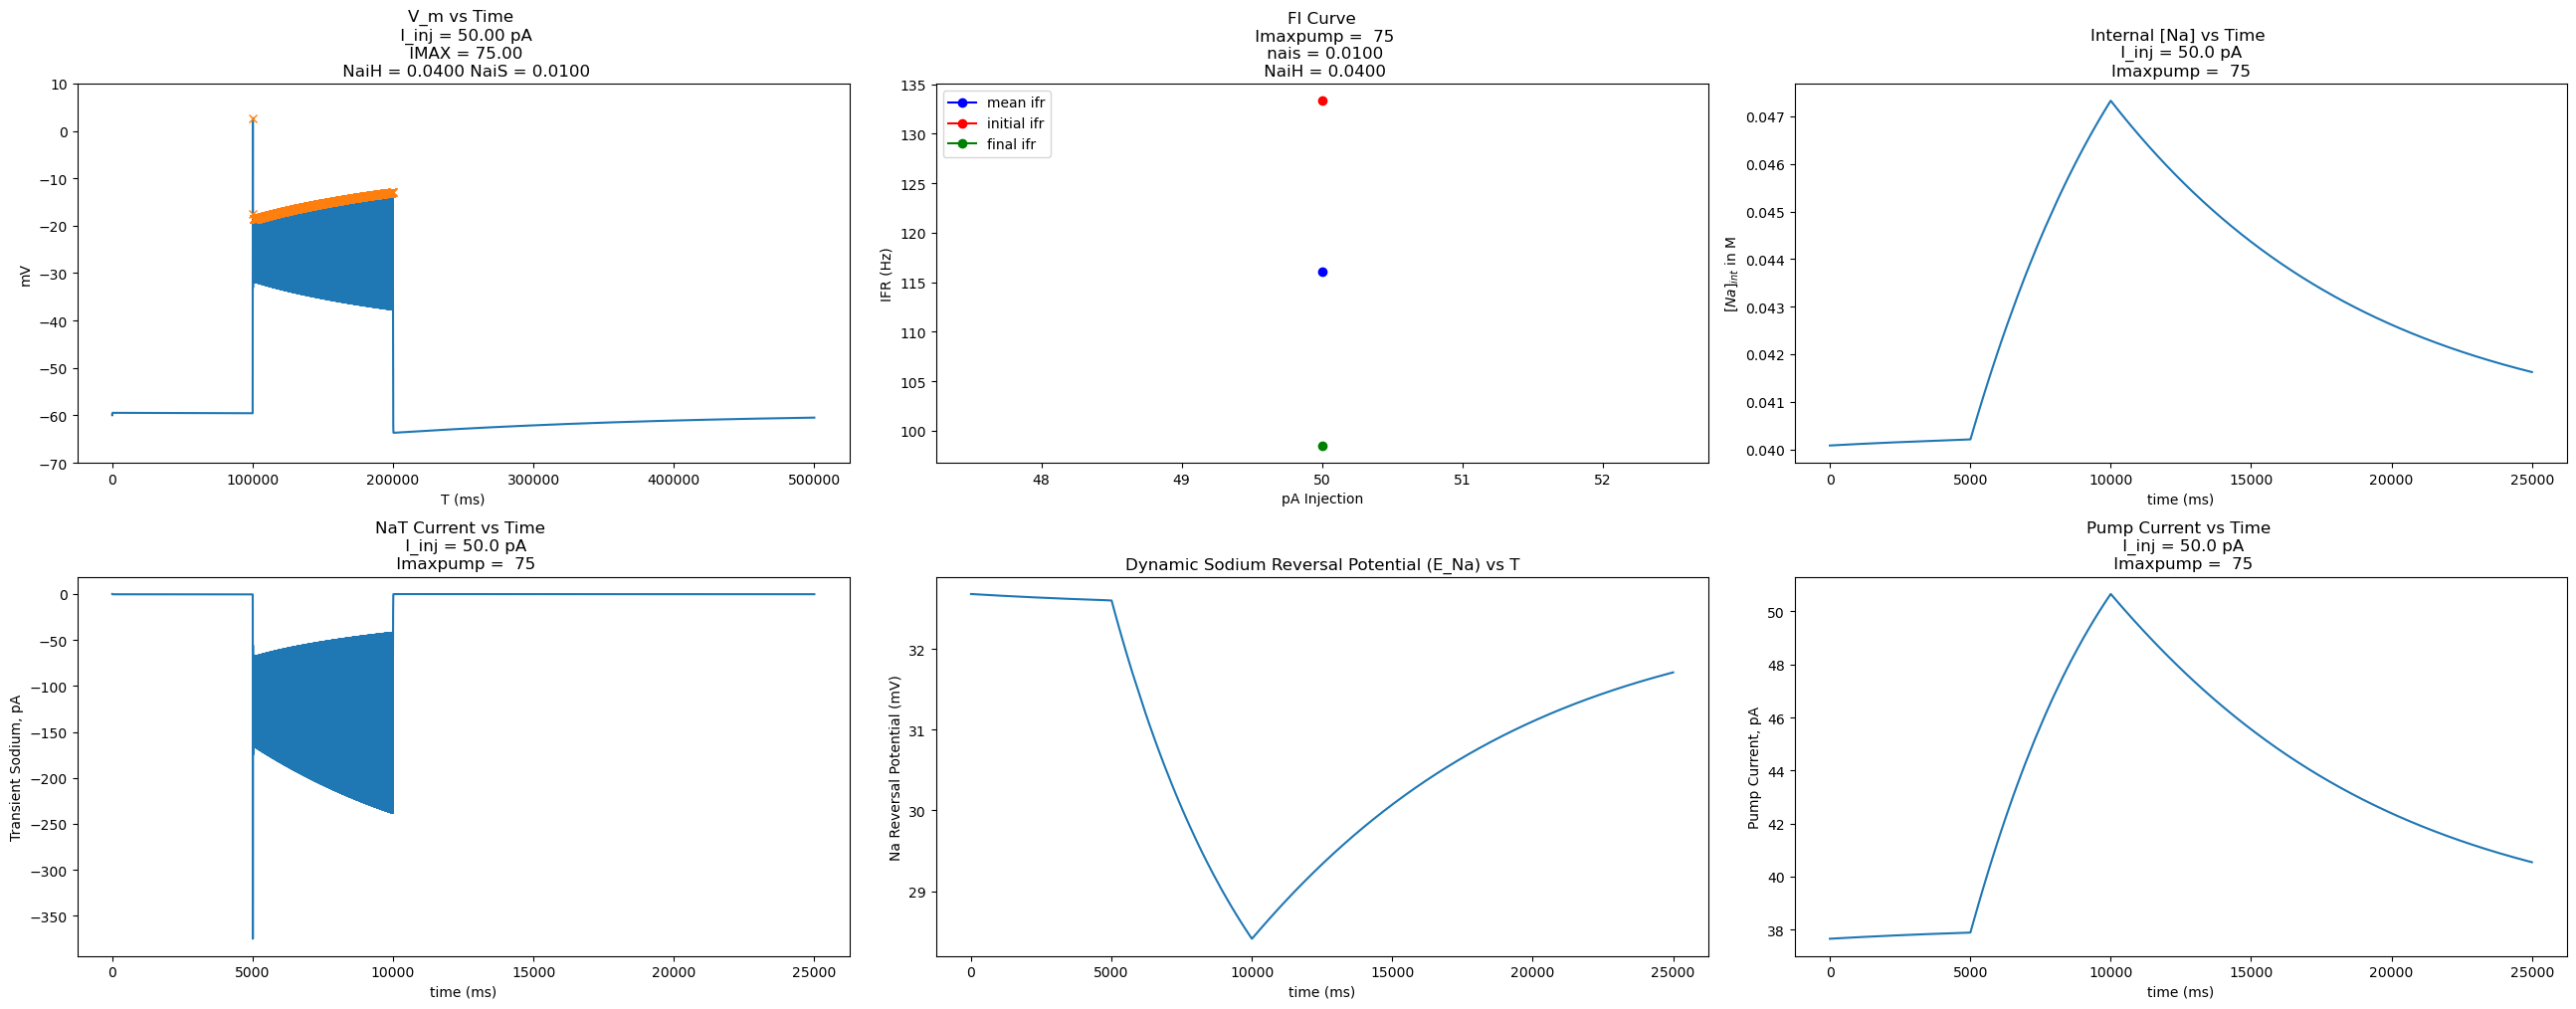 V_m vs Time
I_inj = 50.00 pA
IMAX = 75.00
NaiH = 0.0400 NaiS = 0.0100
10
0
−10
−20
−30
−40
−50
−60
−70
mV
0
100000
200000
300000
400000
500000
T (ms)
FI Curve
Imaxpump =  75
nais = 0.0100
NaiH = 0.0400
mean ifr
initial ifr
final ifr
135
130
125
120
115
110
105
100
IFR (Hz)
48
49
50
51
52
pA Injection
Internal [Na] vs Time
I_inj = 50.0 pA
Imaxpump =  75
0.047
0.046
0.045
0.044
0.043
0.042
0.041
0.040
[Na]int in M
0
5000
10000
15000
20000
25000
time (ms)
NaT Current vs Time
I_inj = 50.0 pA
Imaxpump =  75
0
−50
−100
−150
−200
−250
−300
−350
Transient Sodium, pA
0
5000
10000
15000
20000
25000
time (ms)
Dynamic Sodium Reversal Potential (E_Na) vs T
32
31
30
29
Na Reversal Potential (mV)
0
5000
10000
15000
20000
25000
time (ms)
Pump Current vs Time
I_inj = 50.0 pA
Imaxpump =  75
50
48
46
44
42
40
38
Pump Current, pA
0
5000
10000
15000
20000
25000
time (ms)